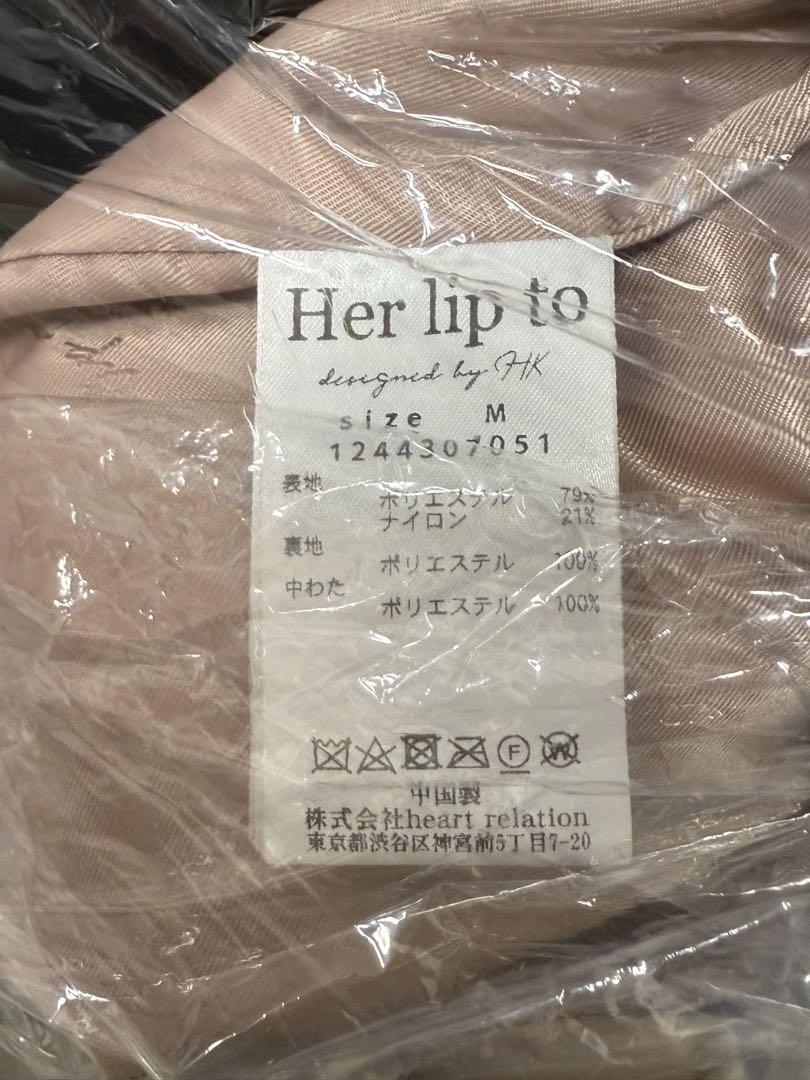 Her lip to
designed by HK
size M
1244307051
表地
ポリエステル 79%
ナイロン 21%
裏地
ポリエステル 100%
中わた
ポリエステル 100%
F
W
中国製
株式会社heart relation
東京都渋谷区神宮前5丁目7-20